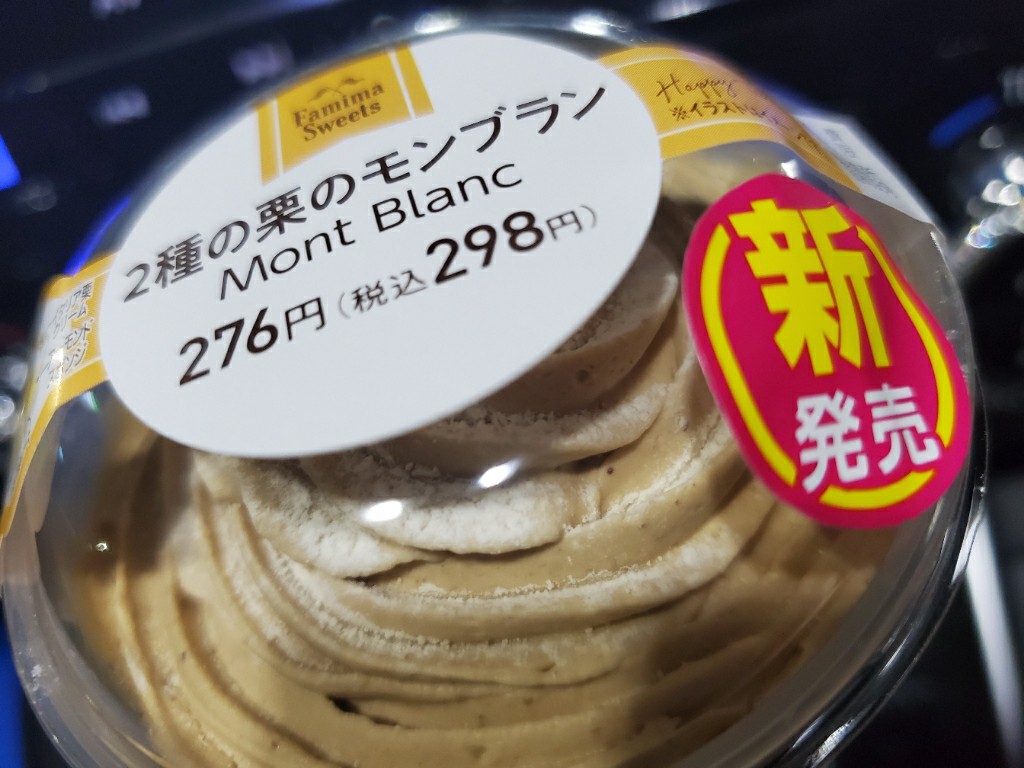 Famima
Sweets
2種の栗のモンブラン
Mont Blanc
276円(税込298円)
Happy
※イラスト
新
発売